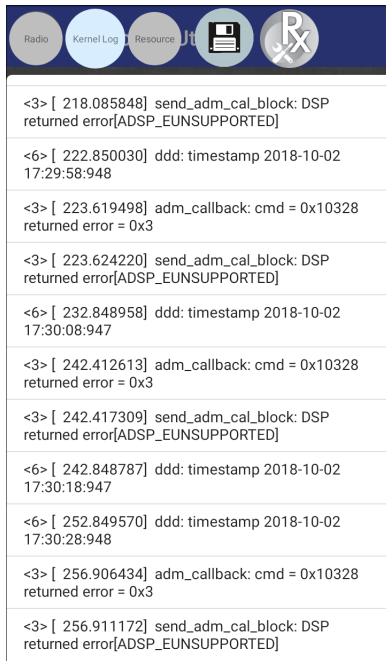 Radio
Kernel Log
Resource
Rx
<3> [ 218.085848] send_adm_cal_block: DSP
returned error[ADSP_EUNSUPPORTED]
<6> [ 222.850030] ddd: timestamp 2018-10-02
17:29:58:948
<3> [ 223.619498] adm_callback: cmd = 0x10328
returned error = 0x3
<3> [ 223.624220] send_adm_cal_block: DSP
returned error[ADSP_EUNSUPPORTED]
<6> [ 232.848958] ddd: timestamp 2018-10-02
17:30:08:947
<3> [ 242.412613] adm_callback: cmd = 0x10328
returned error = 0x3
<3> [ 242.417309] send_adm_cal_block: DSP
returned error[ADSP_EUNSUPPORTED]
<6> [ 242.848787] ddd: timestamp 2018-10-02
17:30:18:947
<6> [ 252.849570] ddd: timestamp 2018-10-02
17:30:28:948
<3> [ 256.906434] adm_callback: cmd = 0x10328
returned error = 0x3
<3> [ 256.911172] send_adm_cal_block: DSP
returned error[ADSP_EUNSUPPORTED]